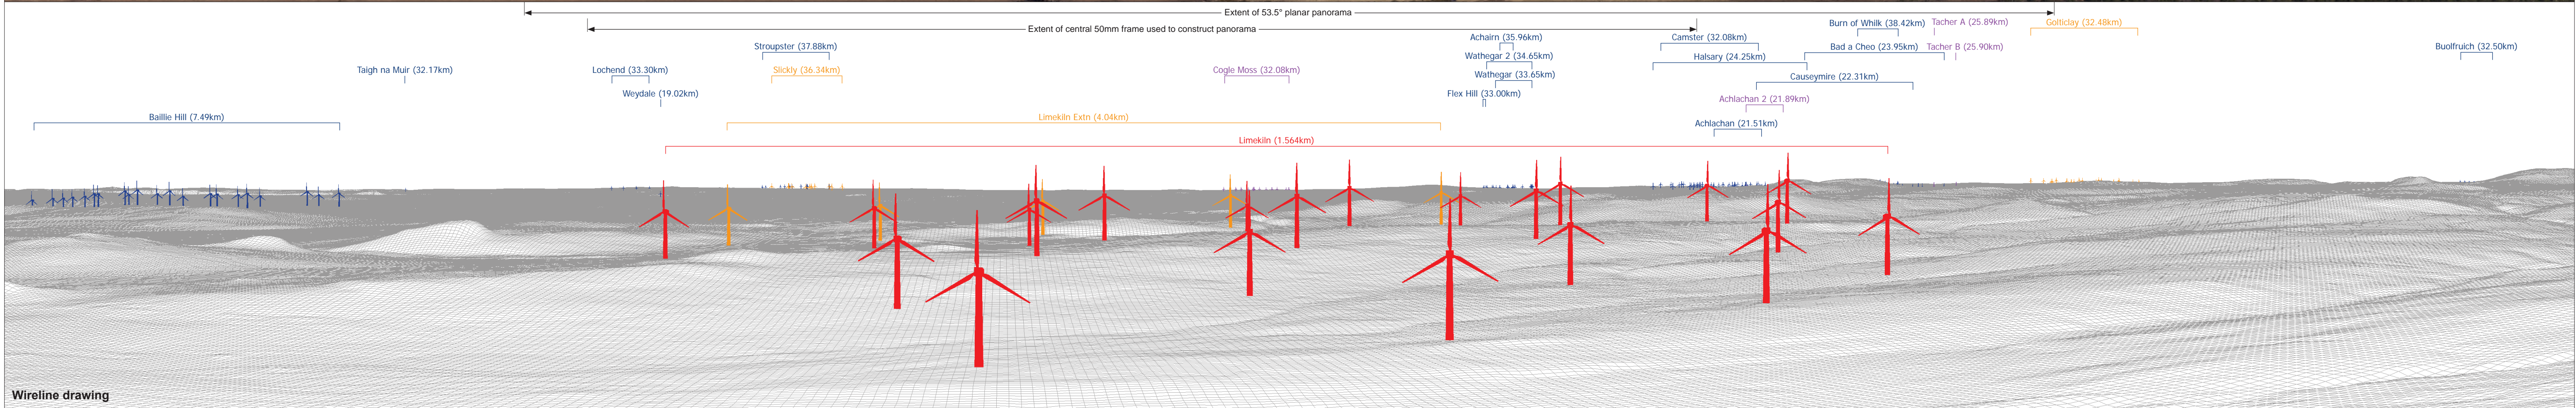 Extent of 53.5° planar panorama
Extent of central 50mm frame used to construct panorama
Burn of Whilk (38.42km)
Tacher A (25.89km)
Golticlay (32.48km)
Achairn (35.96km)
Camster (32.08km)
Stroupster (37.88km)
Bad a Cheo (23.95km)
Tacher B (25.90km)
Buolfruich (32.50km)
Wathegar 2 (34.65km)
Halsary (24.25km)
Taigh na Muir (32.17km)
Lochend (33.30km)
Slickly (36.34km)
Cogle Moss (32.08km)
Wathegar (33.65km)
Causeymire (22.31km)
Weydale (19.02km)
Flex Hill (33.00km)
Achlachan 2 (21.89km)
Baillie Hill (7.49km)
Limekiln Extn (4.04km)
Achlachan (21.51km)
Limekiln (1.564km)
Wireline drawing